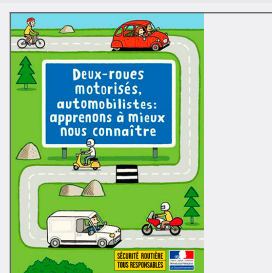 Deux-roues
motorisés,
automobilistes:
apprenons à mieux
nous connaître
SÉCURITÉ ROUTIÈRE
TOUS RESPONSABLES